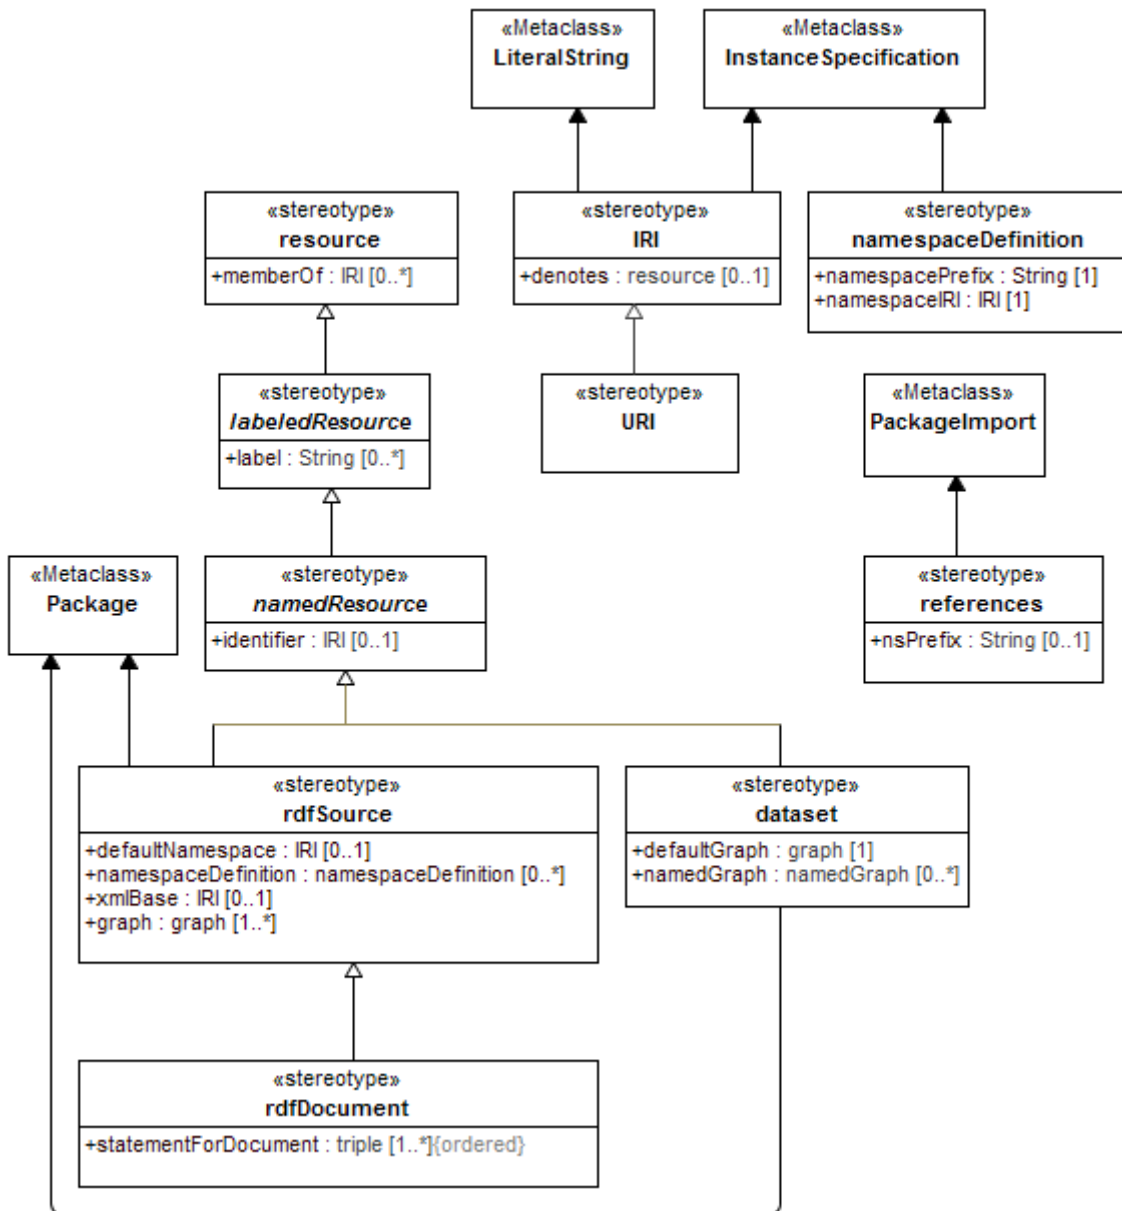 «Metaclass»
LiteralString
«Metaclass»
InstanceSpecification
«stereotype»
resource
+memberOf : IRI [0..*]
«stereotype»
IRI
+denotes : resource [0..1]
«stereotype»
namespaceDefinition
+namespacePrefix : String [1]
+namespaceIRI : IRI [1]
«stereotype»
labeledResource
+label : String [0..*]
«stereotype»
URI
«Metaclass»
PackageImport
«Metaclass»
Package
«stereotype»
namedResource
+identifier : IRI [0..1]
«stereotype»
references
+nsPrefix : String [0..1]
«stereotype»
rdfSource
+defaultNamespace : IRI [0..1]
+namespaceDefinition : namespaceDefinition [0..*]
+xmlBase : IRI [0..1]
+graph : graph [1..*]
«stereotype»
dataset
+defaultGraph : graph [1]
+namedGraph : namedGraph [0..*]
«stereotype»
rdfDocument
+statementForDocument : triple [1..*]{ordered}